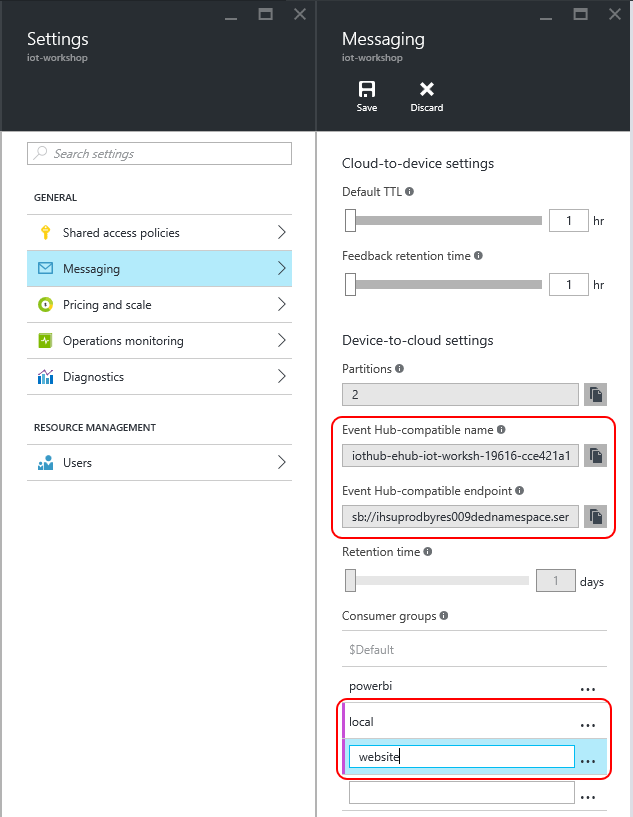 Settings
iot-workshop
Search settings
GENERAL
Shared access policies
Messaging
Pricing and scale
Operations monitoring
Diagnostics
RESOURCE MANAGEMENT
Users
Messaging
iot-workshop
Save
Discard
Cloud-to-device settings
Default TTL
1 hr
Feedback retention time
1 hr
Device-to-cloud settings
Partitions
2
Event Hub-compatible name
iothub-ehub-iot-worksh-19616-cce421a1
Event Hub-compatible endpoint
sb://ihsuprodbyres009dednamespace.ser
Retention time
1 days
Consumer groups
$Default
powerbi
...
local
...
website
...
...